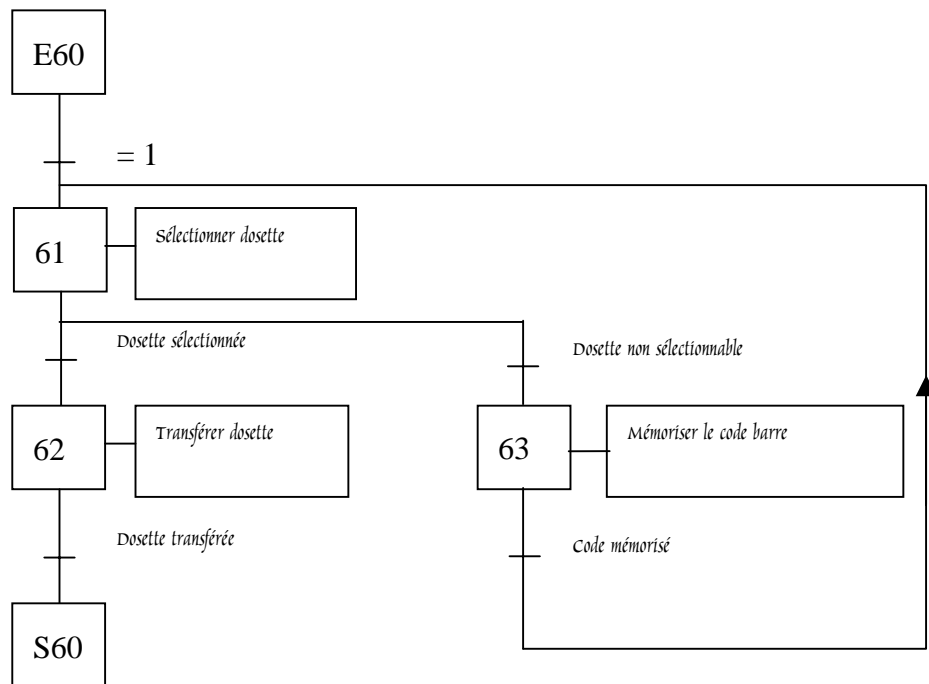 E60
= 1
61
Sélectionner dosette
Dosette sélectionnée
Dosette non sélectionnable
62
Transférer dosette
63
Mémoriser le code barre
Dosette transférée
Code mémorisé
S60